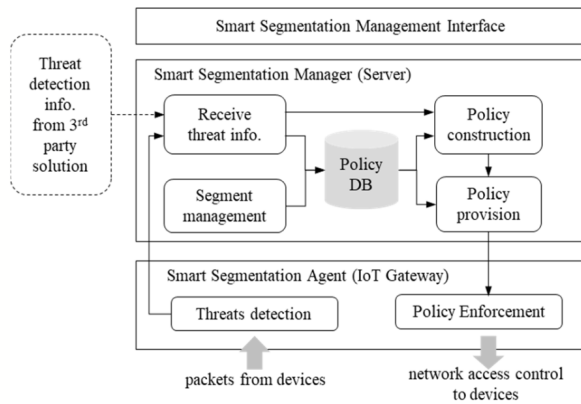 Smart Segmentation Management Interface
Threat
detection
info.
from 3rd
party
solution
Smart Segmentation Manager (Server)
Receive
threat info.
Policy
construction
Policy
DB
Segment
management
Policy
provision
Smart Segmentation Agent (IoT Gateway)
Threats detection
Policy Enforcement
packets from devices
network access control
to devices